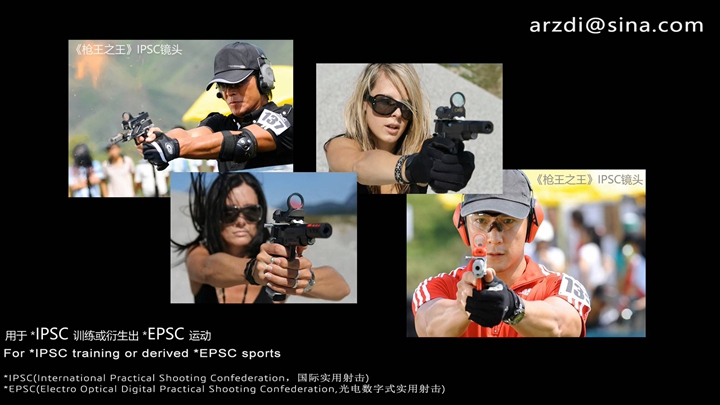 arzdi@sina.com
《枪王之王》IPSC镜头
137
《枪王之王》IPSC镜头
13
用于 *IPSC 训练或衍生出 *EPSC 运动
For *IPSC training or derived *EPSC sports
*IPSC(International Practical Shooting Confederation，国际实用射击)
*EPSC(Electro Optical Digital Practical Shooting Confederation,光电数字式实用射击)